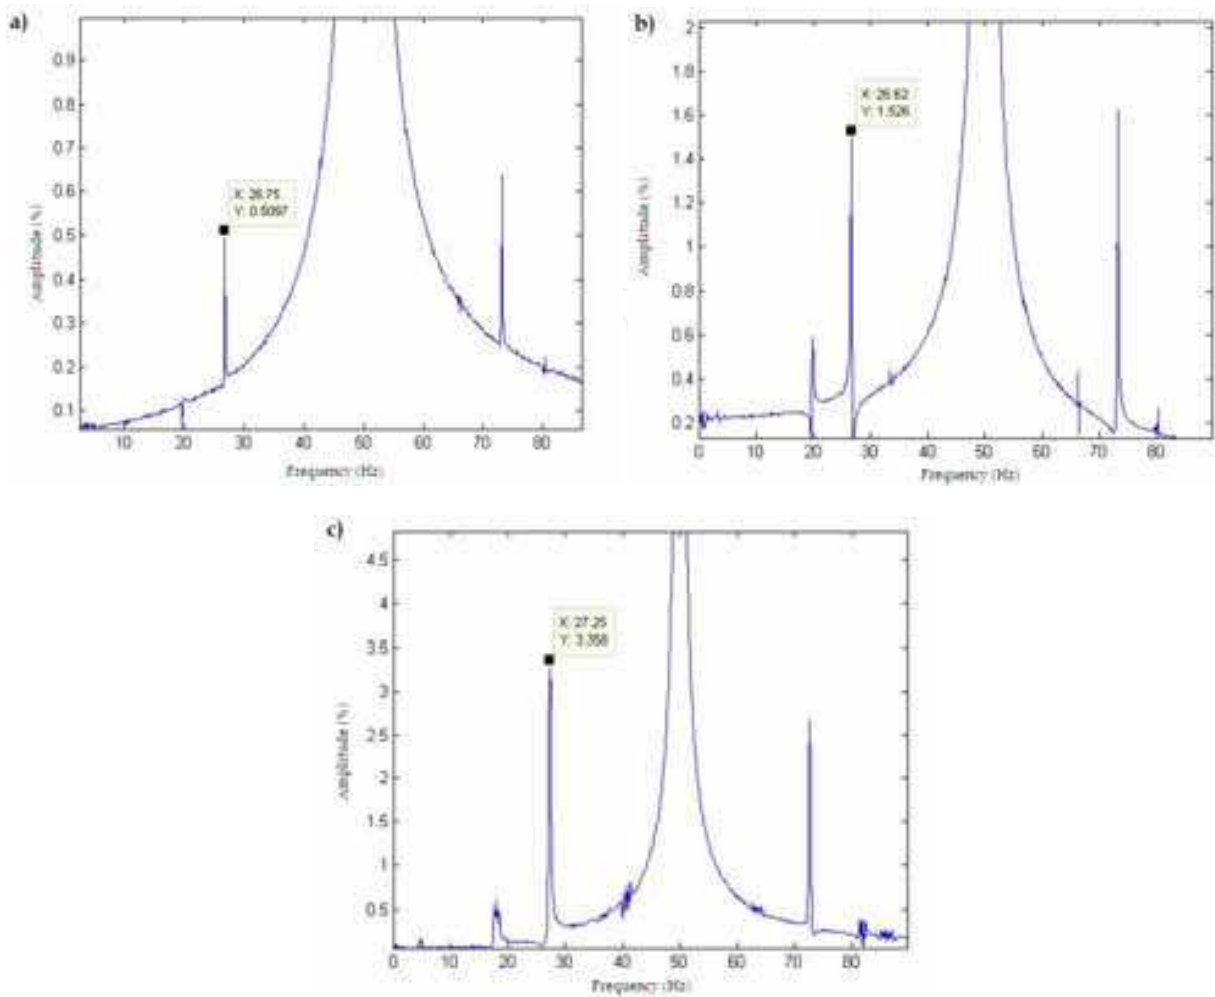 a)
0.9
0.8
0.7
0.6
0.5
0.4
0.3
0.2
0.1
Amplitude (%)
X: 26.75
Y: 0.5097
10 20 30 40 50 60 70 80
Frequency (Hz)
b)
2
1.8
1.6
1.4
1.2
1
0.8
0.6
0.4
0.2
Amplitude (%)
X: 26.62
Y: 1.526
0 10 20 30 40 50 60 70 80
Frequency (Hz)
c)
4.5
4
3.5
3
2.5
2
1.5
1
0.5
Amplitude (%)
X: 27.25
Y: 3.358
0 10 20 30 40 50 60 70 80
Frequency (Hz)